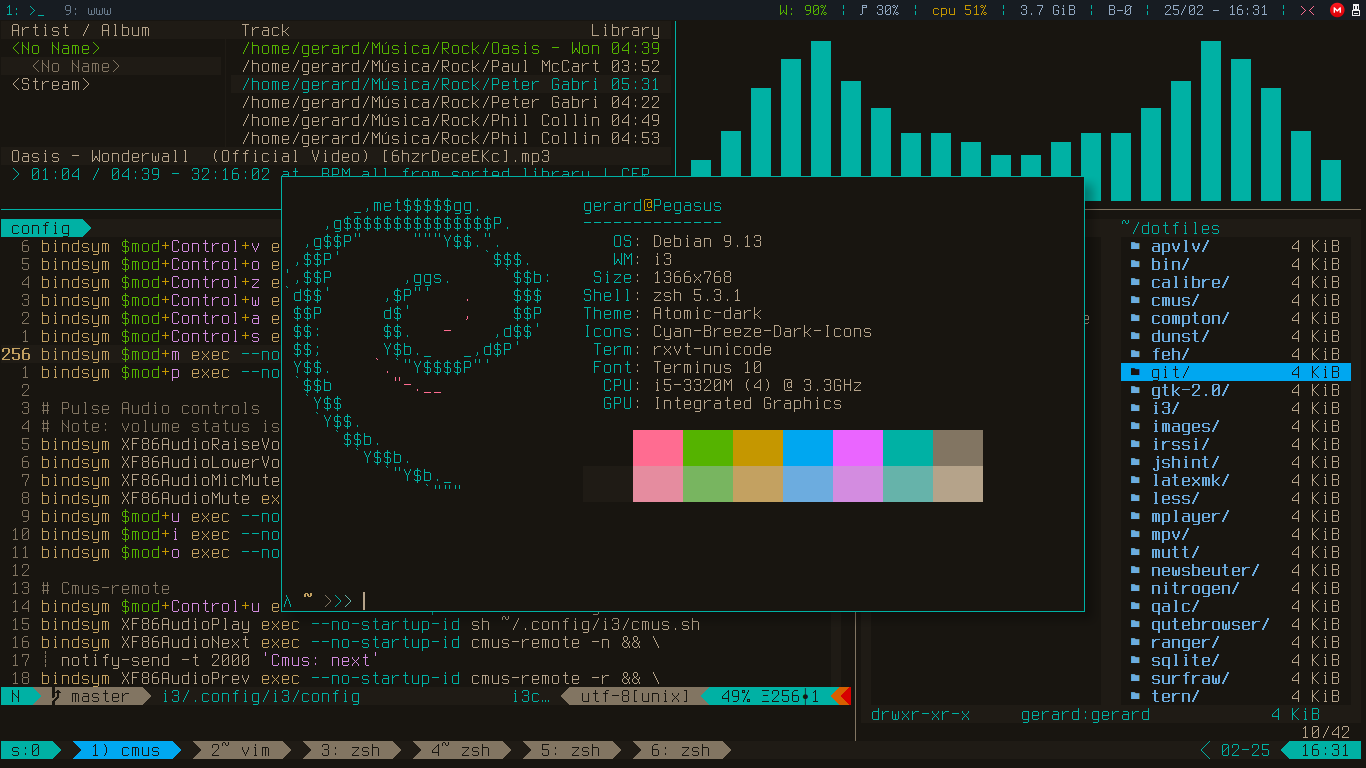 1: >_ 9: www W: 90% ¦ 30% ¦ cpu 51% ¦ 3.7 GiB ¦ B-0 ¦ 25/02 - 16:31 ¦ ><
Artist / Album Track Library
<No Name> /home/gerard/Música/Rock/Oasis - Won 04:39
<No Name> /home/gerard/Música/Rock/Paul McCart 03:52
<Stream> /home/gerard/Música/Rock/Peter Gabri 05:31
/home/gerard/Música/Rock/Peter Gabri 04:22
/home/gerard/Música/Rock/Phil Collin 04:49
/home/gerard/Música/Rock/Phil Collin 04:53
Oasis - Wonderwall (Official Video) [6hzrDeceEKc].mp3
> 01:04 / 04:39 - 32:16:02 at BPM all from sorted library |
gerard@Pegasus
--------------
OS: Debian 9.13
WM: i3
Size: 1366x768
Shell: zsh 5.3.1
Theme: Atomic-dark
Icons: Cyan-Breeze-Dark-Icons
Term: rxvt-unicode
Font: Terminus 10
CPU: i5-3320M (4) @ 3.3GHz
GPU: Integrated Graphics
λ ~ >>>
config
6 bindsym $mod+Control+v e
5 bindsym $mod+Control+o e
4 bindsym $mod+Control+z e
3 bindsym $mod+Control+w e
2 bindsym $mod+Control+a e
1 bindsym $mod+Control+s e
256 bindsym $mod+m exec --no
1 bindsym $mod+p exec --no
2
3 # Pulse Audio controls
4 # Note: volume status is
5 bindsym XF86AudioRaiseVo
6 bindsym XF86AudioLowerVo
7 bindsym XF86AudioMicMute
8 bindsym XF86AudioMute ex
9 bindsym $mod+u exec --no
10 bindsym $mod+i exec --no
11 bindsym $mod+o exec --no
12
13 # Cmus-remote
14 bindsym $mod+Control+u e
15 bindsym XF86AudioPlay exec --no-startup-id sh ~/.config/i3/cmus.sh
16 bindsym XF86AudioNext exec --no-startup-id cmus-remote -n && \
17 ¦ notify-send -t 2000 'Cmus: next'
18 bindsym XF86AudioPrev exec --no-startup-id cmus-remote -r && \
N master i3/.config/i3/config i3c… utf-8[unix] 49% Ξ256 1
~/dotfiles
apvlv/ 4 KiB
bin/ 4 KiB
calibre/ 4 KiB
cmus/ 4 KiB
compton/ 4 KiB
dunst/ 4 KiB
feh/ 4 KiB
git/ 4 KiB
gtk-2.0/ 4 KiB
i3/ 4 KiB
images/ 4 KiB
irssi/ 4 KiB
jshint/ 4 KiB
latexmk/ 4 KiB
less/ 4 KiB
mplayer/ 4 KiB
mpv/ 4 KiB
mutt/ 4 KiB
newsbeuter/ 4 KiB
nitrogen/ 4 KiB
qalc/ 4 KiB
qutebrowser/ 4 KiB
ranger/ 4 KiB
sqlite/ 4 KiB
surfraw/ 4 KiB
tern/ 4 KiB
drwxr-xr-x gerard:gerard 4 KiB
10/42
s:0 1) cmus 2~ vim 3: zsh 4~ zsh 5: zsh 6: zsh 02-25 16:31